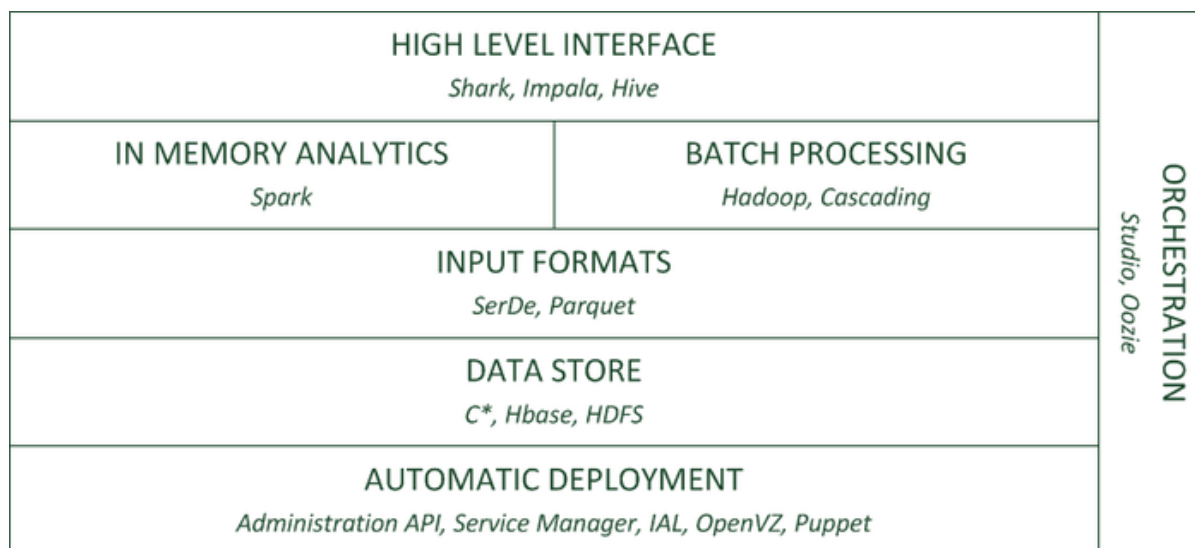 HIGH LEVEL INTERFACE
Shark, Impala, Hive
IN MEMORY ANALYTICS
Spark
BATCH PROCESSING
Hadoop, Cascading
INPUT FORMATS
SerDe, Parquet
DATA STORE
C*, Hbase, HDFS
AUTOMATIC DEPLOYMENT
Administration API, Service Manager, IAL, OpenVZ, Puppet
ORCHESTRATION
Studio, Oozie